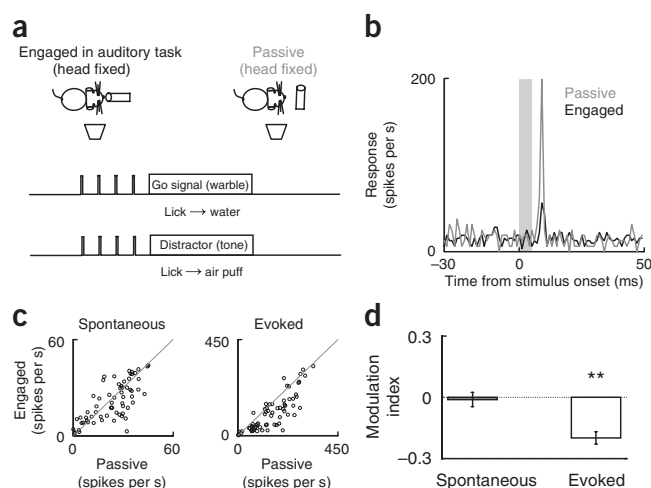 a
Engaged in auditory task
(head fixed)
Passive
(head fixed)
Go signal (warble)
Lick → water
Distractor (tone)
Lick → air puff
b
200
Passive
Engaged
Response
(spikes per s)
0
−30
0
50
Time from stimulus onset (ms)
c
Spontaneous
Evoked
60
450
Engaged
(spikes per s)
0
0
0
60
0
450
Passive
(spikes per s)
Passive
(spikes per s)
d
0.3
**
Modulation
index
0
−0.3
Spontaneous
Evoked